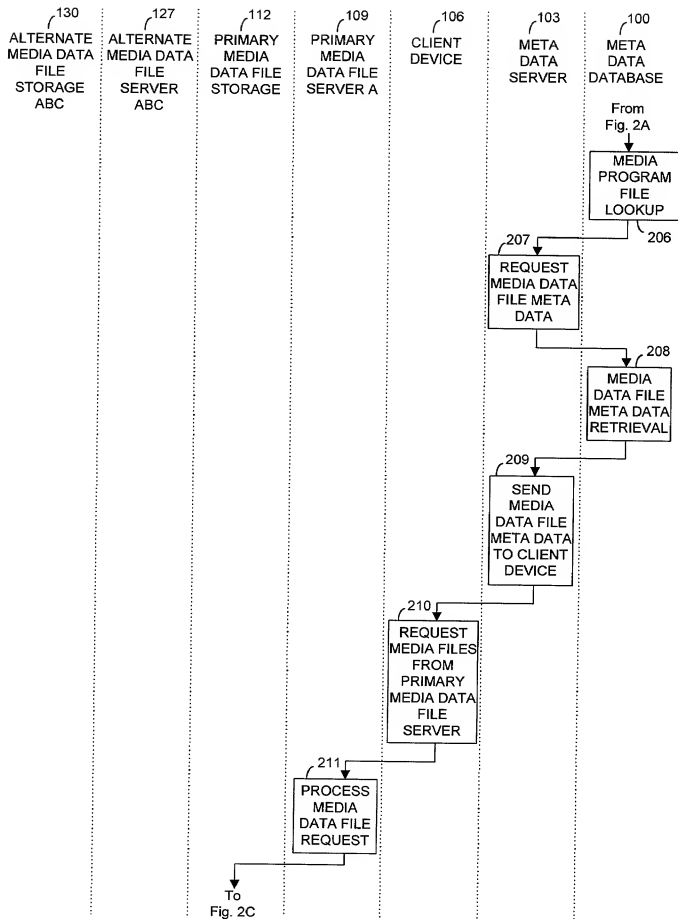 130
ALTERNATE
MEDIA DATA
FILE
STORAGE
ABC
127
ALTERNATE
MEDIA DATA
FILE
SERVER
ABC
112
PRIMARY
MEDIA
DATA FILE
STORAGE
109
PRIMARY
MEDIA
DATA FILE
SERVER A
106
CLIENT
DEVICE
103
META
DATA
SERVER
100
META
DATA
DATABASE
From
Fig. 2A
MEDIA
PROGRAM
FILE
LOOKUP
206
207
REQUEST
MEDIA DATA
FILE META
DATA
208
MEDIA
DATA FILE
META DATA
RETRIEVAL
209
SEND
MEDIA
DATA FILE
META DATA
TO CLIENT
DEVICE
210
REQUEST
MEDIA FILES
FROM
PRIMARY
MEDIA DATA
FILE
SERVER
211
PROCESS
MEDIA
DATA FILE
REQUEST
To
Fig. 2C